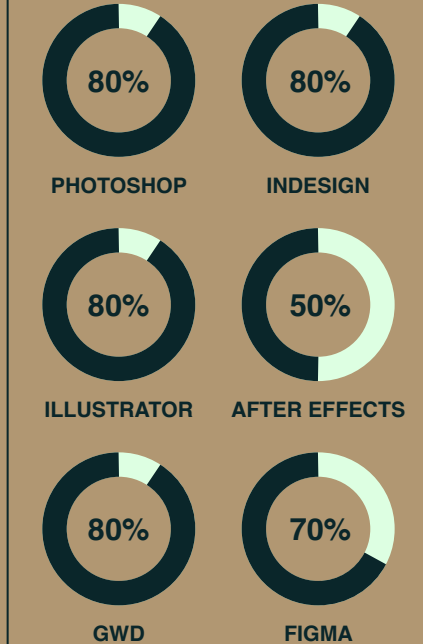 80%
80%
PHOTOSHOP
INDESIGN
80%
50%
ILLUSTRATOR
AFTER EFFECTS
80%
70%
GWD
FIGMA